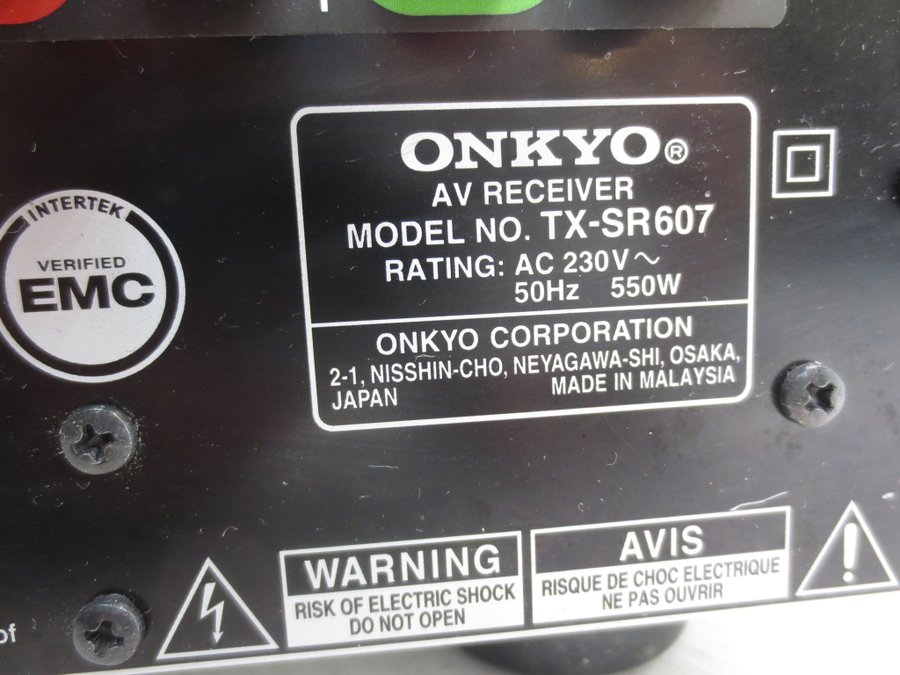 ONKYO®
AV RECEIVER
MODEL NO. TX-SR607
RATING: AC 230V~
50Hz 550W
ONKYO CORPORATION
2-1, NISSHIN-CHO, NEYAGAWA-SHI, OSAKA,
JAPAN MADE IN MALAYSIA
INTERTEK
VERIFIED
EMC
WARNING
RISK OF ELECTRIC SHOCK
DO NOT OPEN
AVIS
RISQUE DE CHOC ELECTRIQUE
NE PAS OUVRIR
of